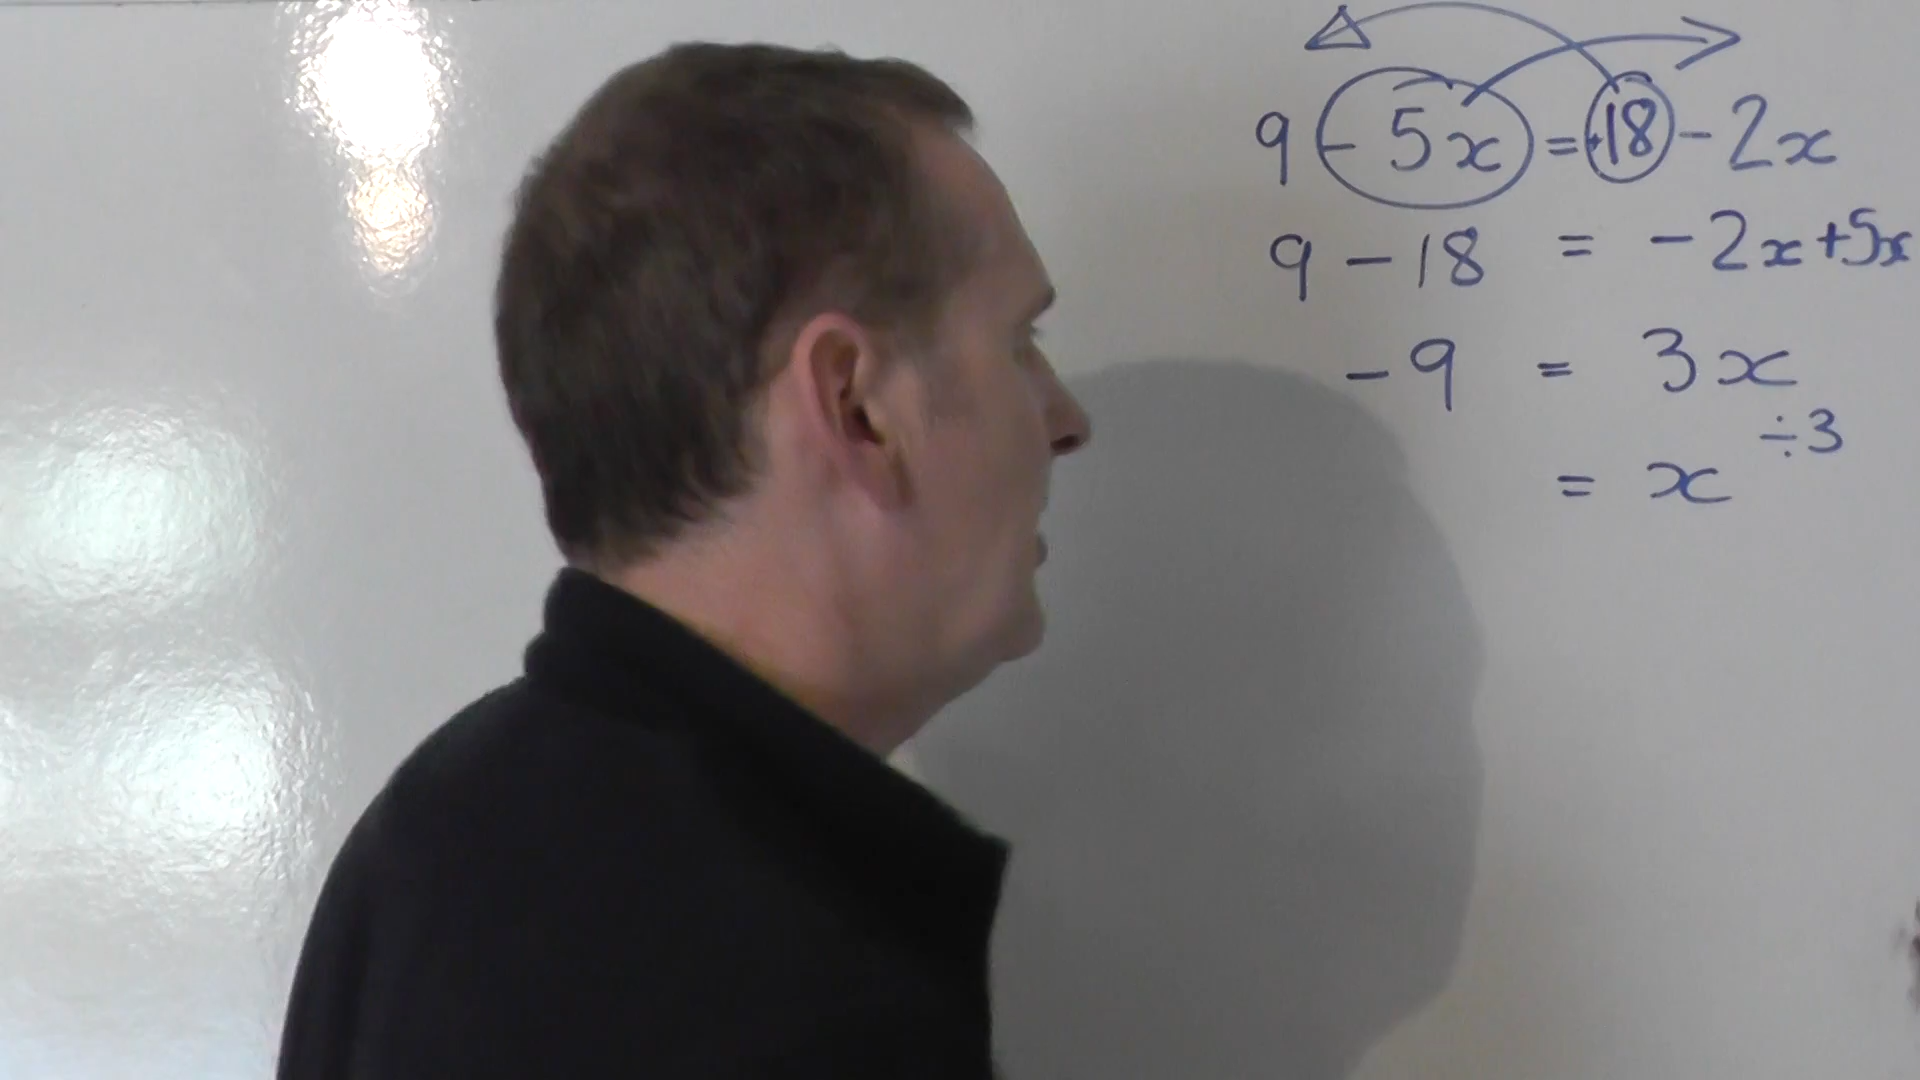 9 - 5x = +18 - 2x
9 - 18 = - 2x + 5x
- 9 = 3x
÷3
= x